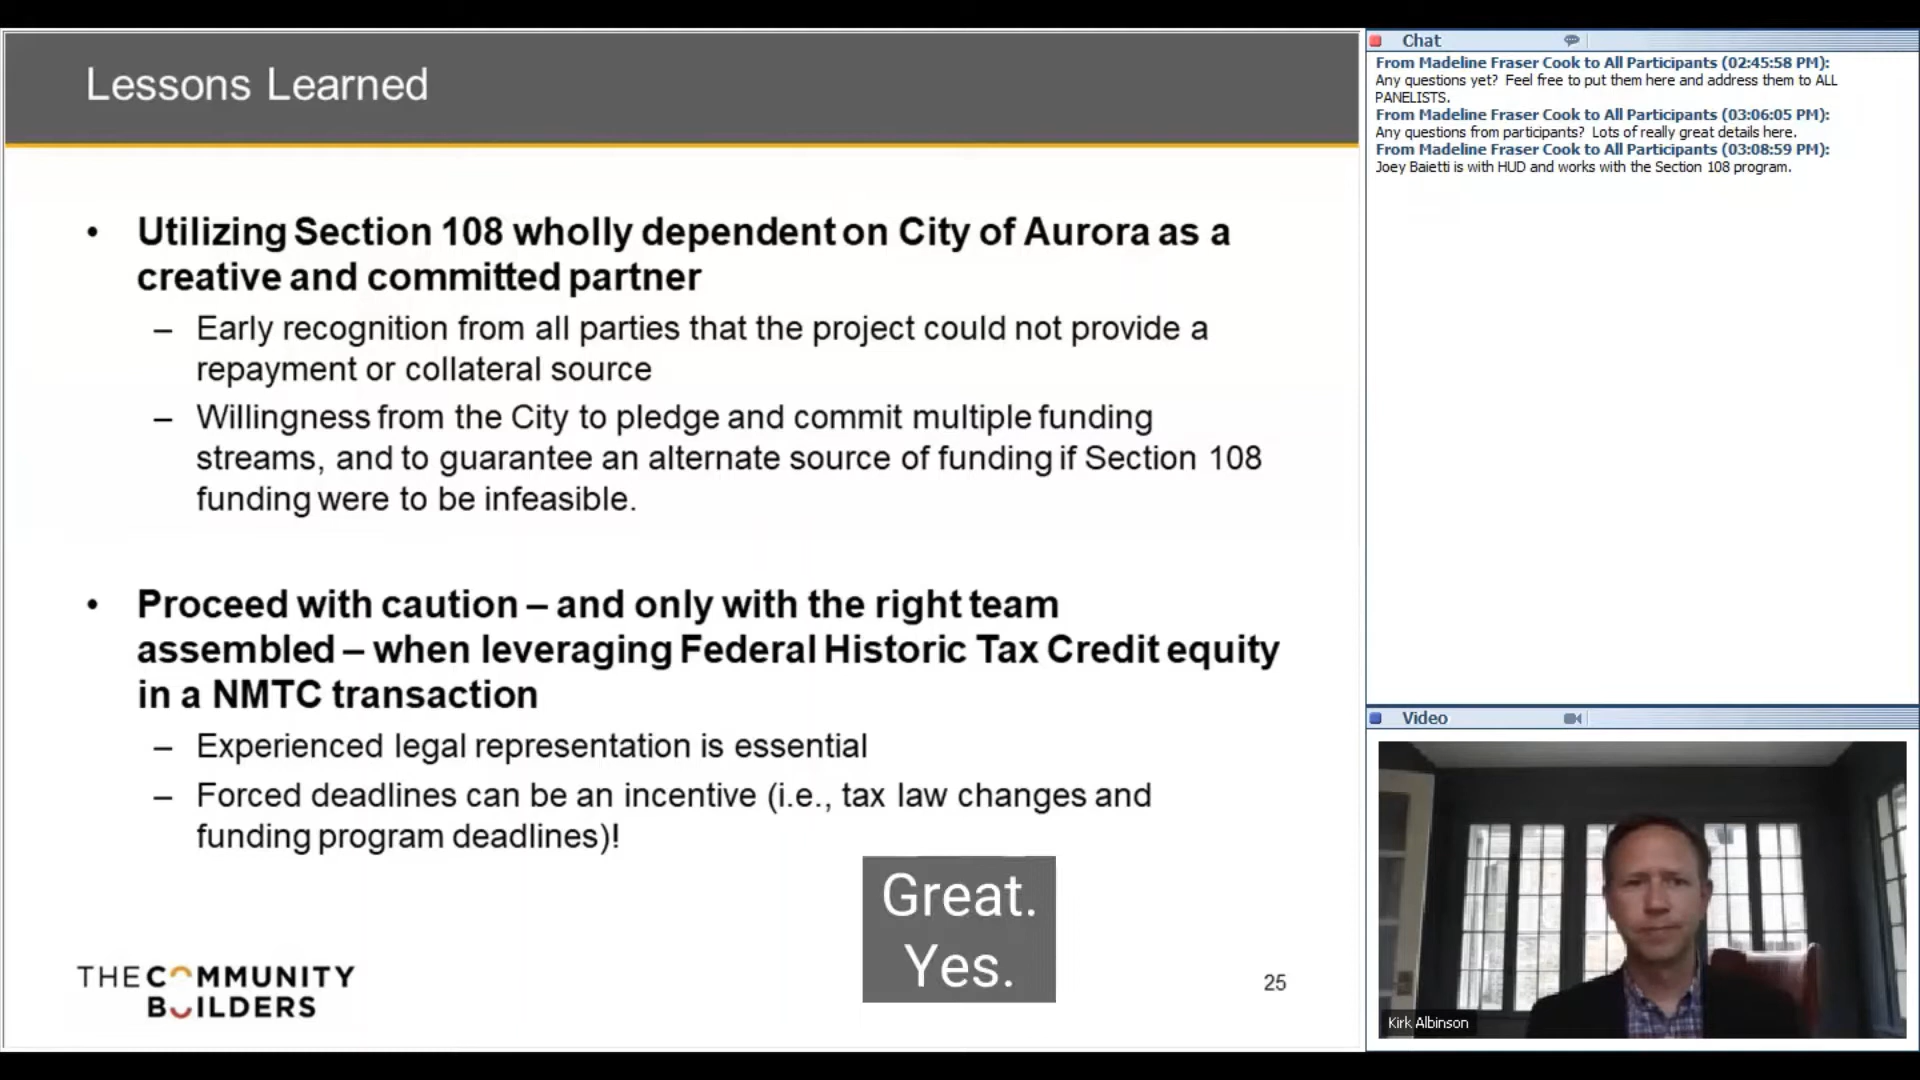 Lessons Learned
• Utilizing Section 108 wholly dependent on City of Aurora as a
creative and committed partner
– Early recognition from all parties that the project could not provide a
repayment or collateral source
– Willingness from the City to pledge and commit multiple funding
streams, and to guarantee an alternate source of funding if Section 108
funding were to be infeasible.
• Proceed with caution – and only with the right team
assembled – when leveraging Federal Historic Tax Credit equity
in a NMTC transaction
– Experienced legal representation is essential
– Forced deadlines can be an incentive (i.e., tax law changes and
funding program deadlines)!
Great.
Yes.
THE COMMUNITY
BUILDERS
25
Chat
From Madeline Fraser Cook to All Participants (02:45:58 PM):
Any questions yet? Feel free to put them here and address them to ALL
PANELISTS.
From Madeline Fraser Cook to All Participants (03:06:05 PM):
Any questions from participants? Lots of really great details here.
From Madeline Fraser Cook to All Participants (03:08:59 PM):
Joey Baietti is with HUD and works with the Section 108 program.
Video
Kirk Albinson